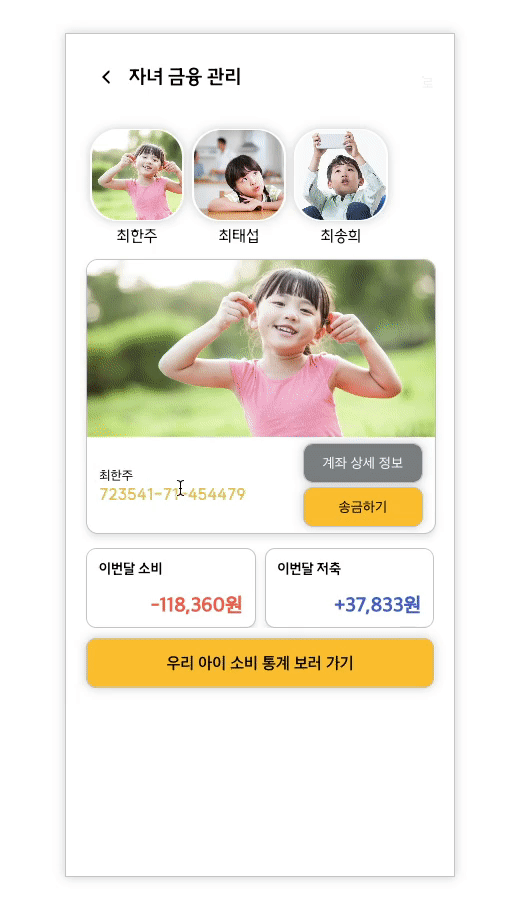 자녀 금융 관리
최한주
최태섭
최송희
최한주
723541-71-454479
계좌 상세 정보
송금하기
이번달 소비
-118,360원
이번달 저축
+37,833원
우리 아이 소비 통계 보러 가기